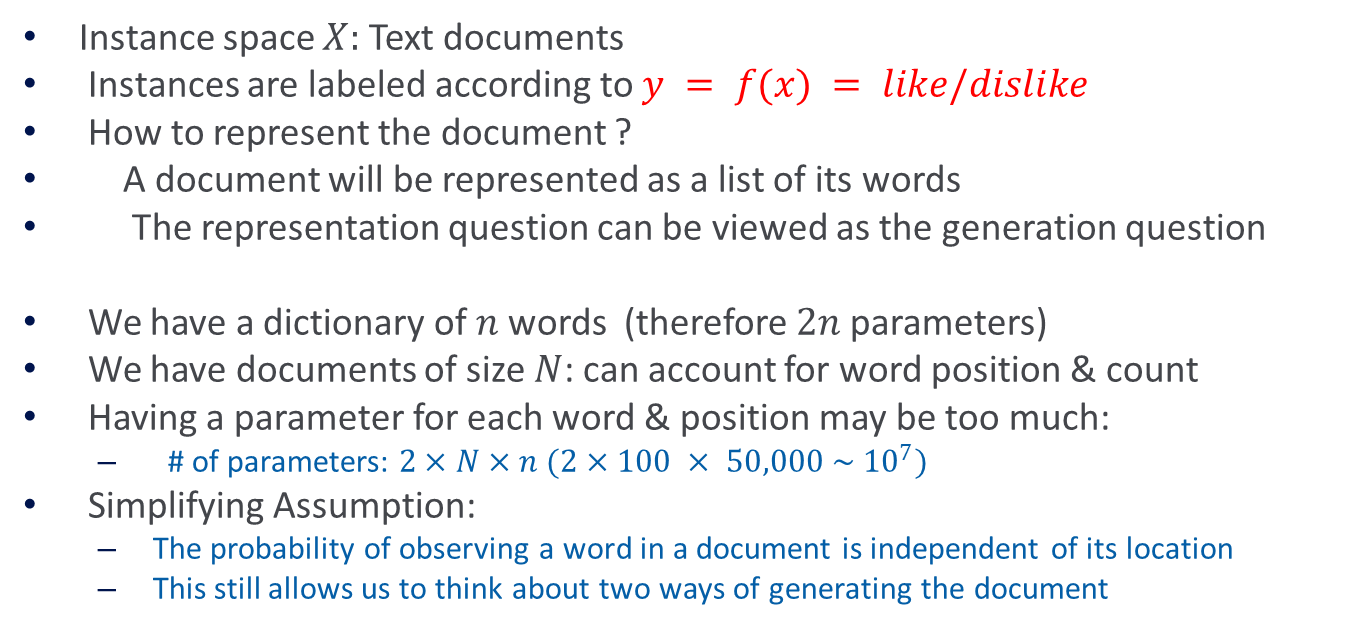 • Instance space X: Text documents
• Instances are labeled according to y = f(x) = like/dislike
• How to represent the document ?
• A document will be represented as a list of its words
• The representation question can be viewed as the generation question
• We have a dictionary of n words (therefore 2n parameters)
• We have documents of size N: can account for word position & count
• Having a parameter for each word & position may be too much:
– # of parameters: 2 × N × n (2 × 100 × 50,000 ~ 10⁷)
• Simplifying Assumption:
– The probability of observing a word in a document is independent of its location
– This still allows us to think about two ways of generating the document